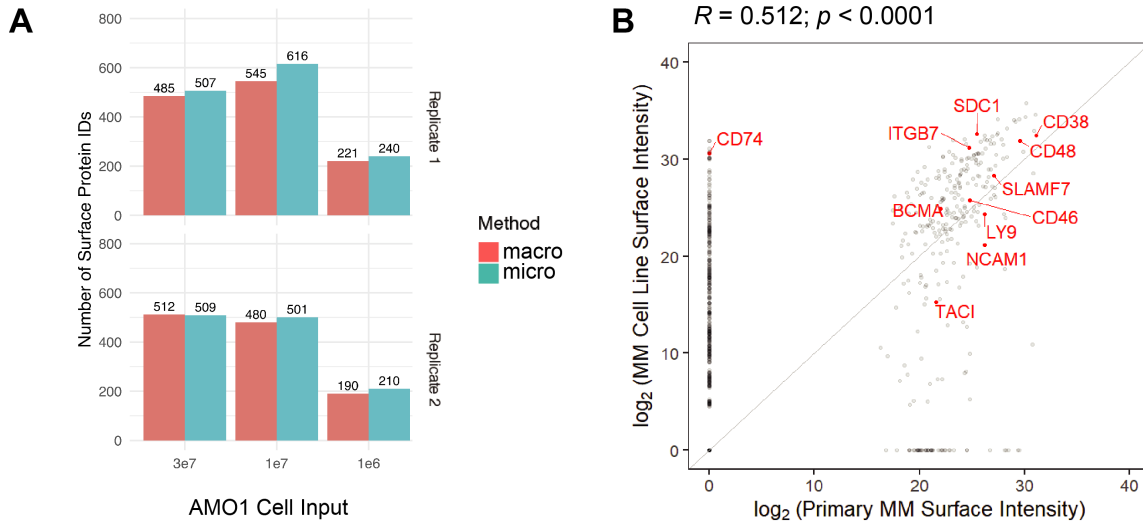 A
Number of Surface Protein IDs
800
600
400
200
0
485
507
545
616
221
240
Replicate 1
800
600
400
200
0
512
509
480
501
190
210
Replicate 2
3e7
1e7
1e6
AMO1 Cell Input
Method
macro
micro
B
R = 0.512; p < 0.0001
log2 (MM Cell Line Surface Intensity)
40
30
20
10
0
CD74
SDC1
ITGB7
CD38
CD48
SLAMF7
BCMA
CD46
LY9
NCAM1
TACI
0
10
20
30
40
log2 (Primary MM Surface Intensity)